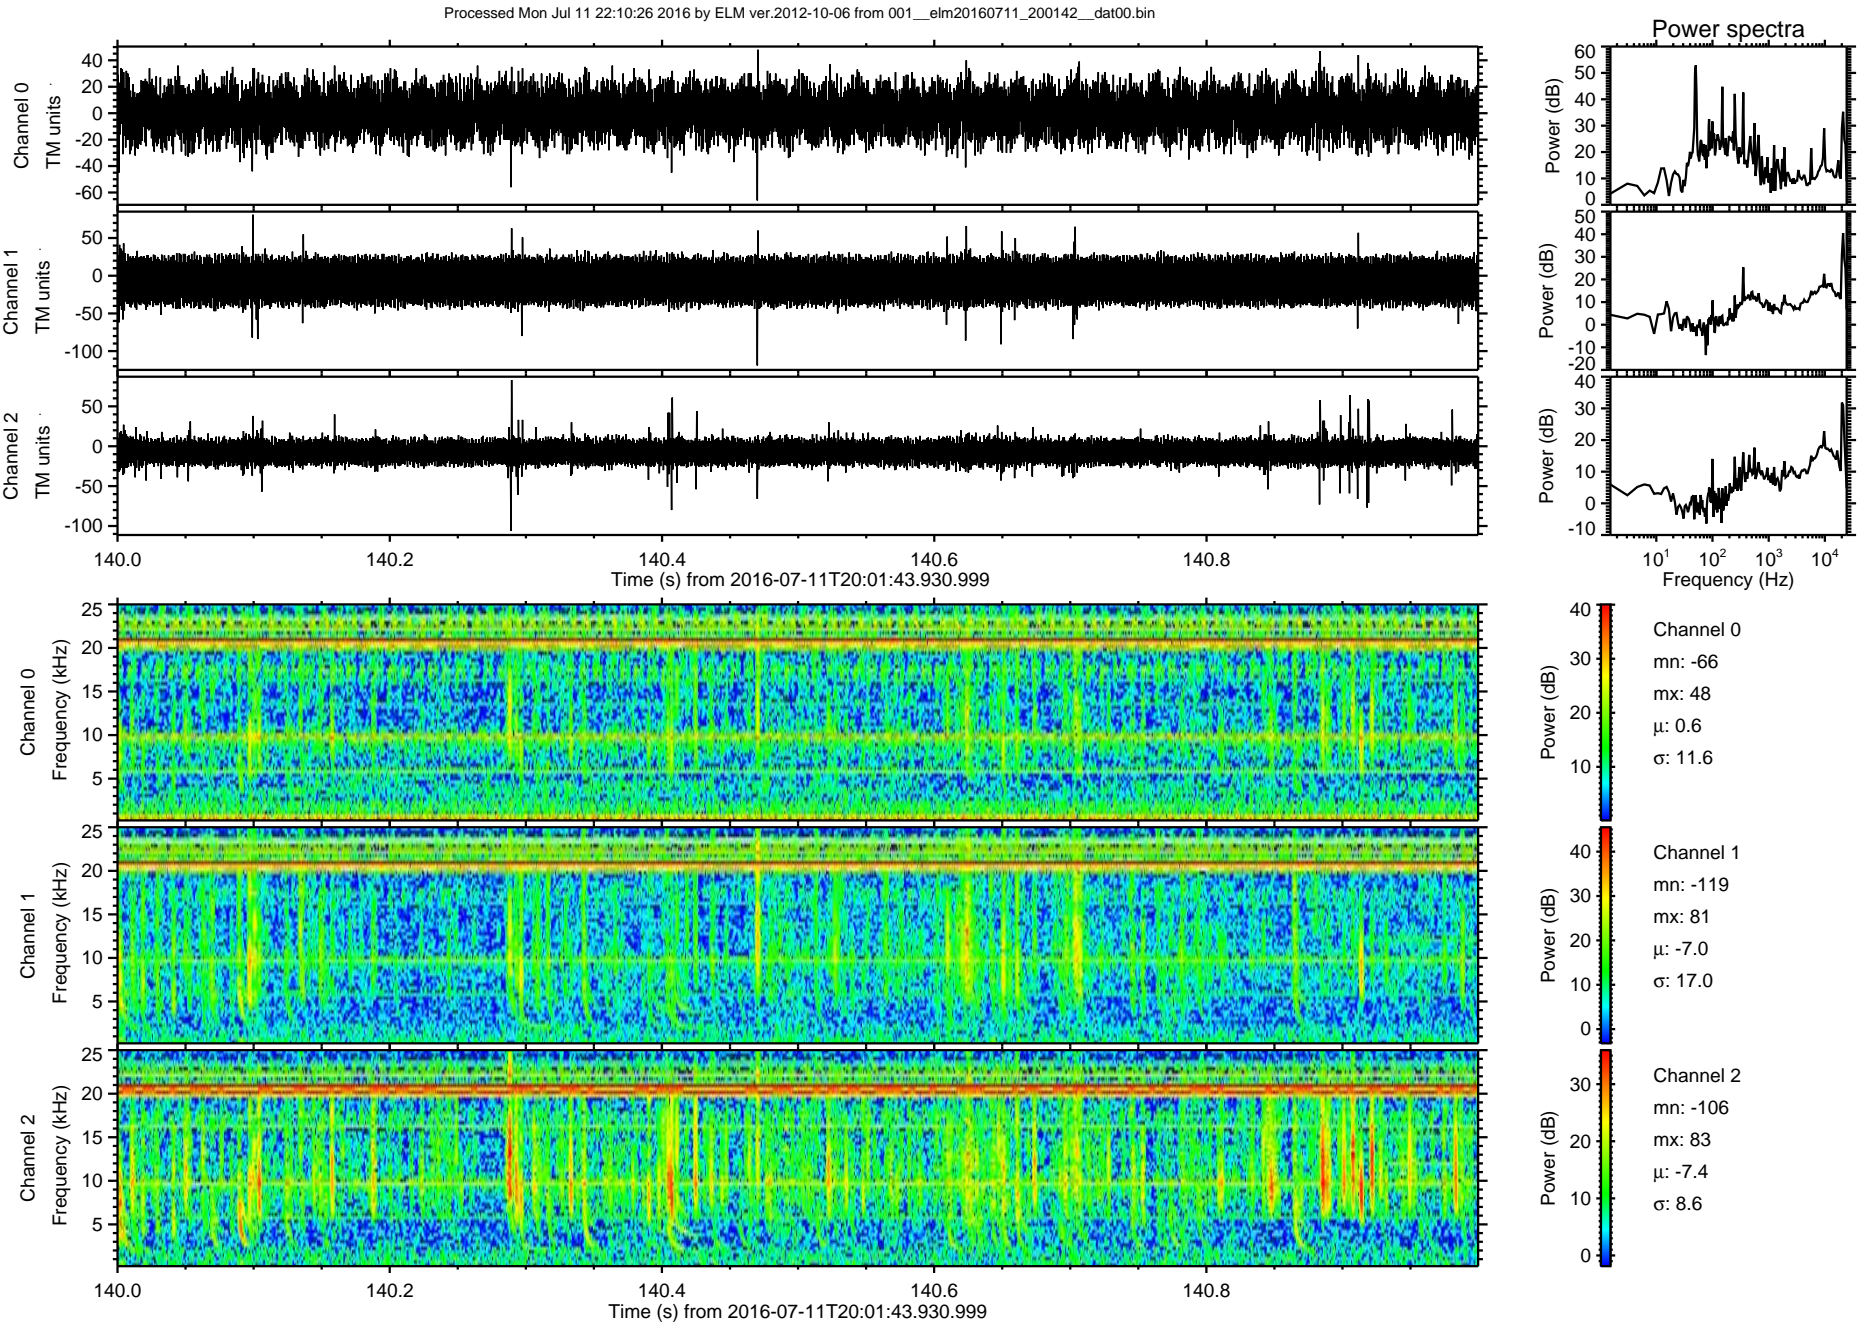 Processed Mon Jul 11 22:10:26 2016 by ELM ver.2012-10-06 from 001__elm20160711_200142__dat00.bin
Power spectra
Channel 0
TM units
40
20
0
-20
-40
-60
Power (dB)
60
50
40
30
20
10
0
Channel 1
TM units
50
0
-50
-100
Power (dB)
50
40
30
20
10
0
-10
-20
Channel 2
TM units
50
0
-50
-100
Power (dB)
40
30
20
10
0
-10
140.0 140.2 140.4 140.6 140.8
Time (s) from 2016-07-11T20:01:43.930.999
10¹ 10² 10³ 10⁴
Frequency (Hz)
Channel 0
Frequency (kHz)
25
20
15
10
5
Power (dB)
40
30
20
10
Channel 0
mn: -66
mx: 48
μ: 0.6
σ: 11.6
Channel 1
Frequency (kHz)
25
20
15
10
5
Power (dB)
40
30
20
10
0
Channel 1
mn: -119
mx: 81
μ: -7.0
σ: 17.0
Channel 2
Frequency (kHz)
25
20
15
10
5
Power (dB)
30
20
10
0
Channel 2
mn: -106
mx: 83
μ: -7.4
σ: 8.6
140.0 140.2 140.4 140.6 140.8
Time (s) from 2016-07-11T20:01:43.930.999